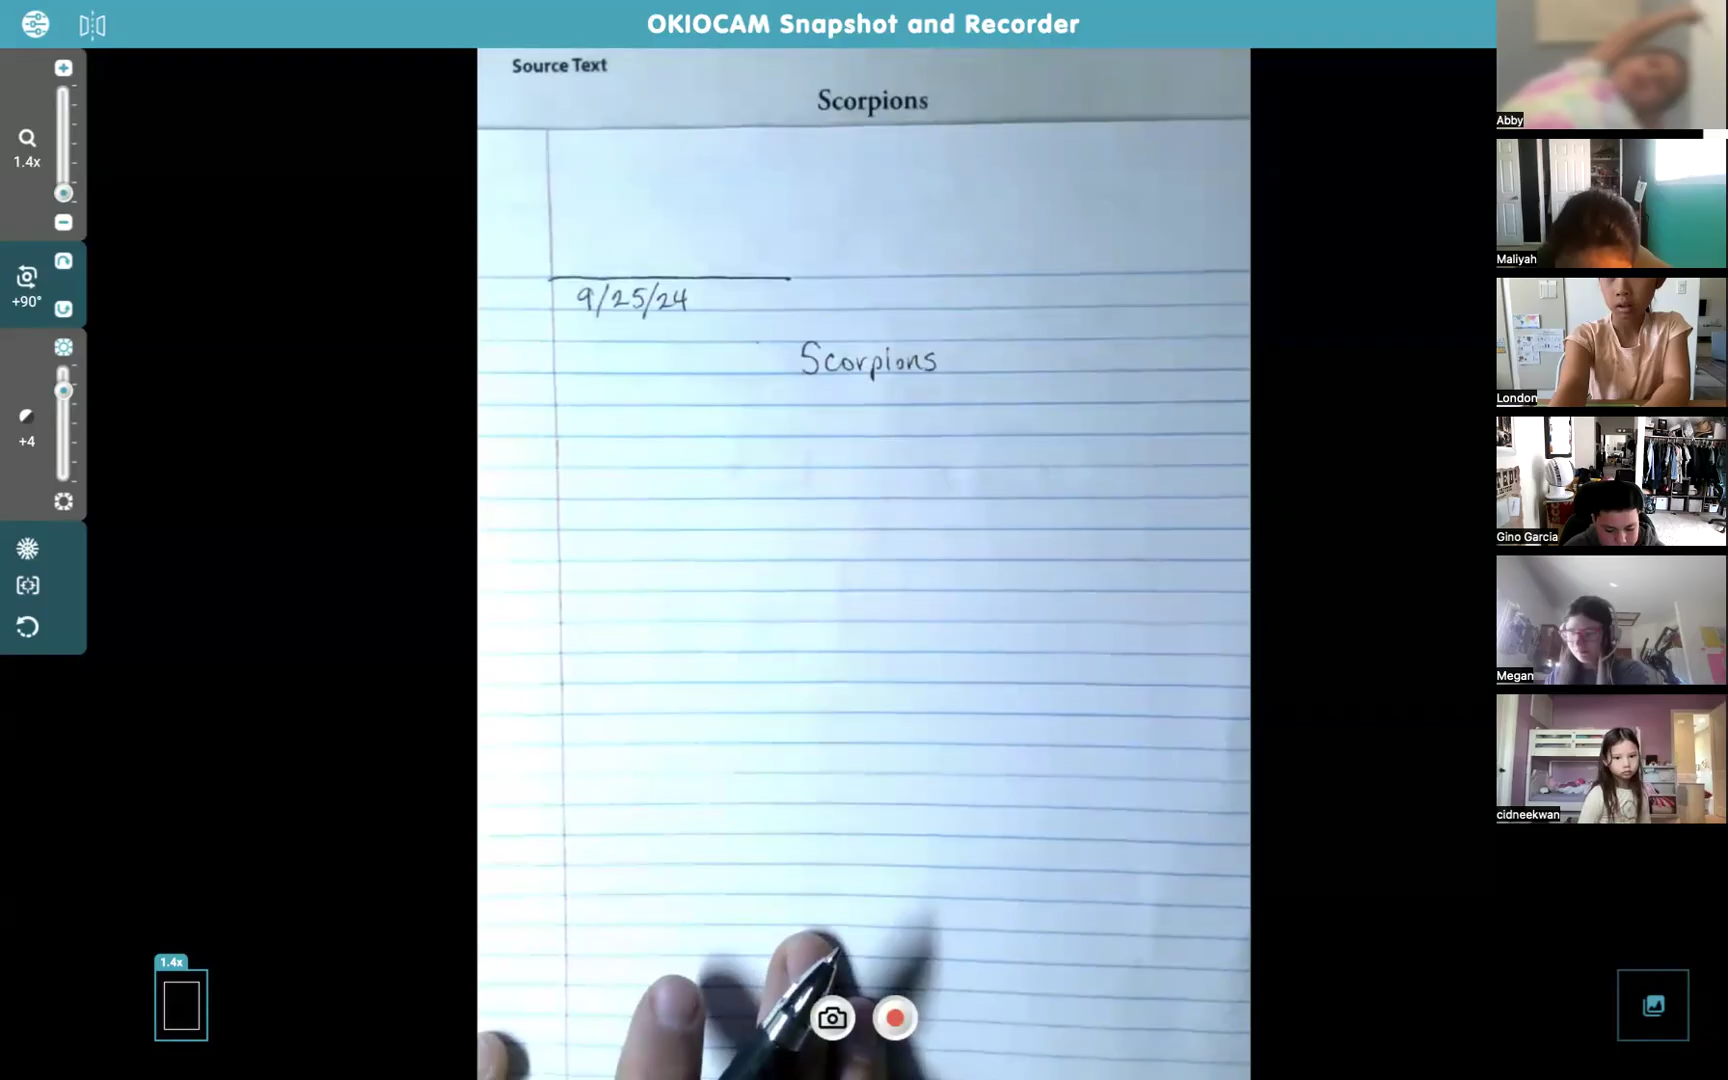 OKIOCAM Snapshot and Recorder
Source Text
Scorpions
9/25/24
Scorpions
1.4x
+90°
+4
1.4x
Abby
Maliyah
London
Gino Garcia
Megan
cidneekwan